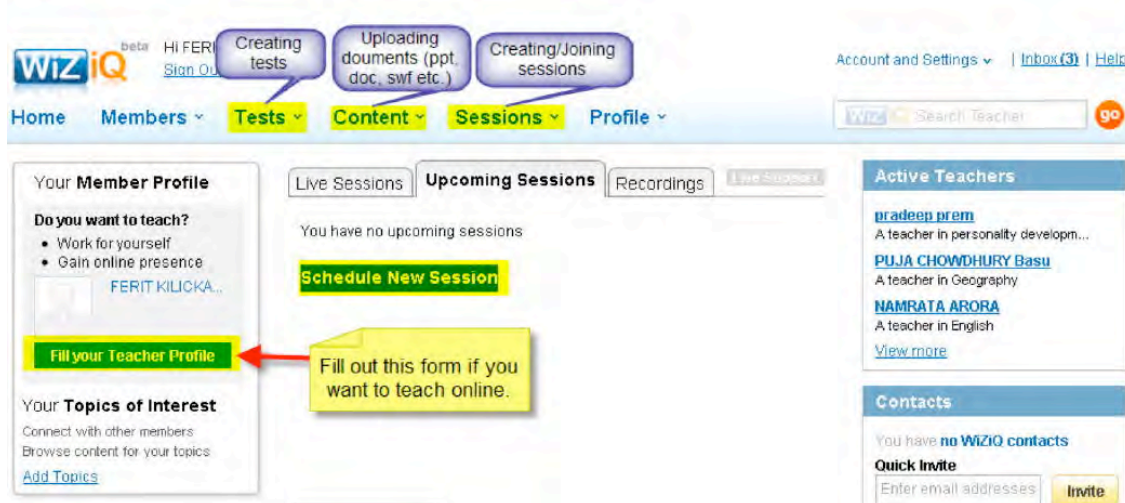 WiZiQ beta
Hi FERI
Sign Ou
Creating
tests
Uploading
douments (ppt,
doc, swf etc.)
Creating/Joining
sessions
Account and Settings | Inbox (3) | Help
Home Members Tests Content Sessions Profile
WiZiQ Search Teacher go
Your Member Profile
Do you want to teach?
• Work for yourself
• Gain online presence
FERIT KILICKA...
Fill your Teacher Profile
Your Topics of Interest
Connect with other members
Browse content for your topics
Add Topics
Live Sessions Upcoming Sessions Recordings Live Support
You have no upcoming sessions
Schedule New Session
Fill out this form if you
want to teach online.
Active Teachers
pradeep prem
A teacher in personality developm...
PUJA CHOWDHURY Basu
A teacher in Geography
NAMRATA ARORA
A teacher in English
View more
Contacts
You have no WiZiQ contacts
Quick Invite
Enter email addresses Invite